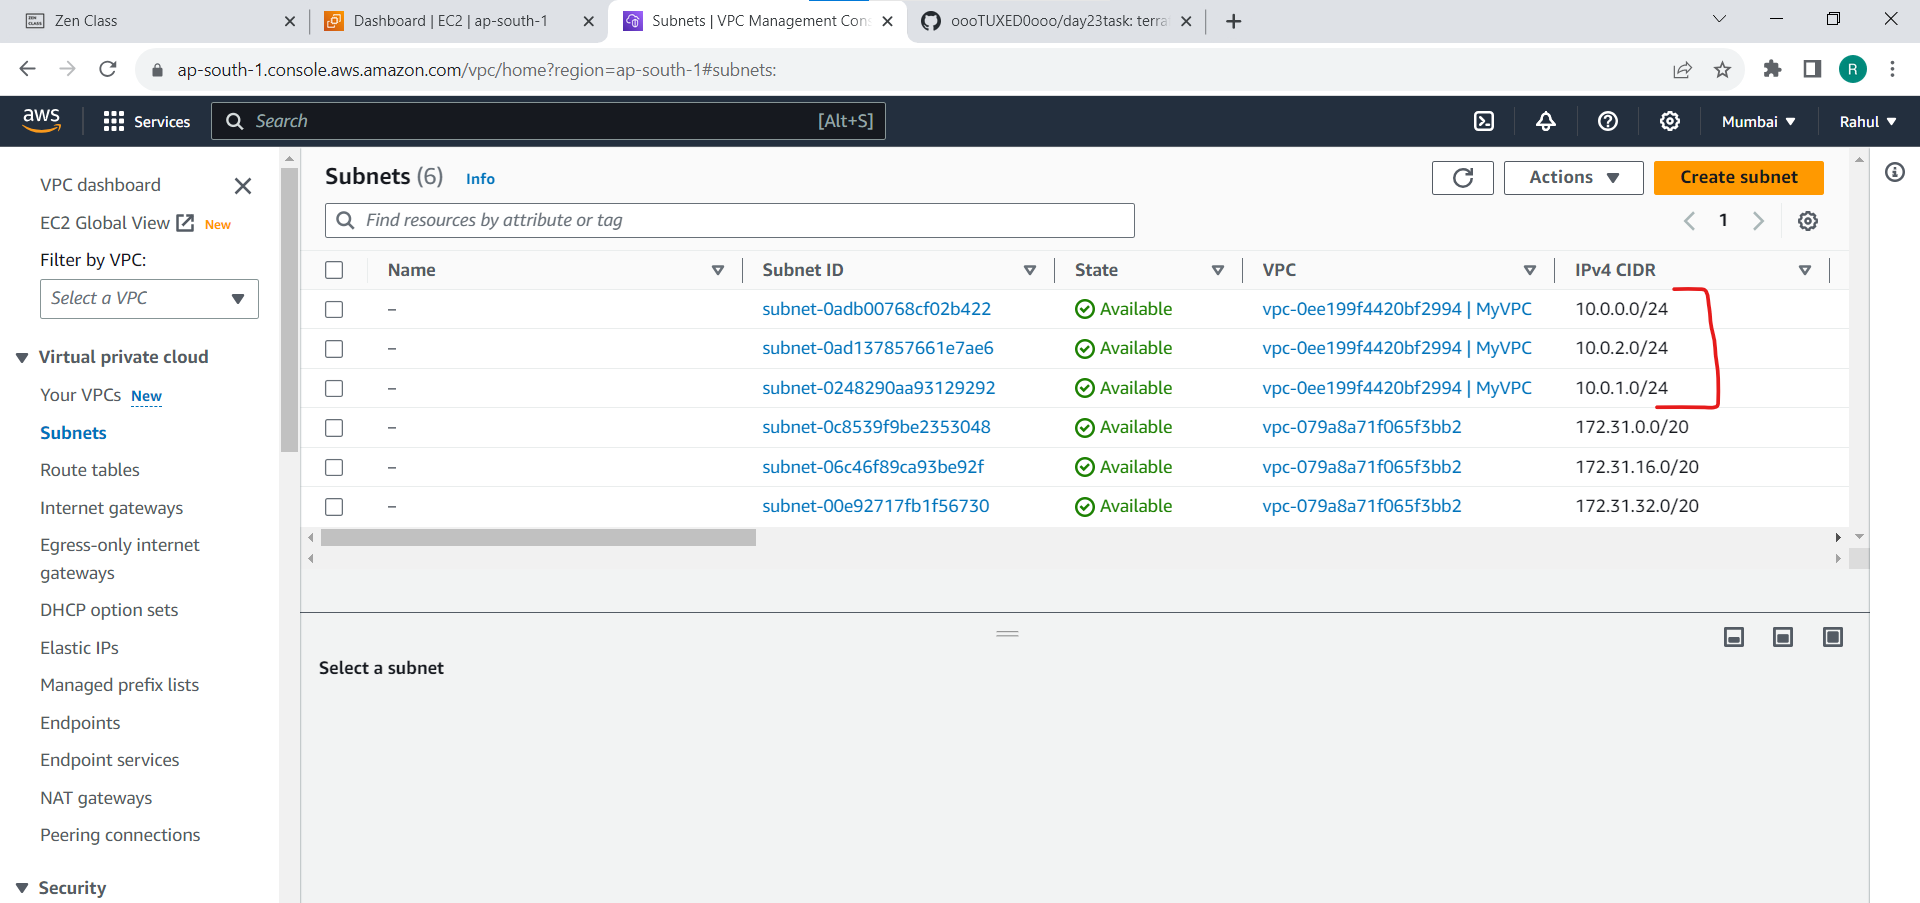 Zen Class
Dashboard | EC2 | ap-south-1
Subnets | VPC Management Cons
oooTUXED0ooo/day23task: terra
ap-south-1.console.aws.amazon.com/vpc/home?region=ap-south-1#subnets:
R
aws
Services
Search
[Alt+S]
Mumbai
Rahul
VPC dashboard
EC2 Global View New
Filter by VPC:
Select a VPC
Virtual private cloud
Your VPCs New
Subnets
Route tables
Internet gateways
Egress-only internet
gateways
DHCP option sets
Elastic IPs
Managed prefix lists
Endpoints
Endpoint services
NAT gateways
Peering connections
Security
Subnets (6) Info
Actions
Create subnet
Find resources by attribute or tag
1
Name Subnet ID State VPC IPv4 CIDR
– subnet-0adb00768cf02b422 Available vpc-0ee199f4420bf2994 | MyVPC 10.0.0.0/24
– subnet-0ad137857661e7ae6 Available vpc-0ee199f4420bf2994 | MyVPC 10.0.2.0/24
– subnet-0248290aa93129292 Available vpc-0ee199f4420bf2994 | MyVPC 10.0.1.0/24
– subnet-0c8539f9be2353048 Available vpc-079a8a71f065f3bb2 172.31.0.0/20
– subnet-06c46f89ca93be92f Available vpc-079a8a71f065f3bb2 172.31.16.0/20
– subnet-00e92717fb1f56730 Available vpc-079a8a71f065f3bb2 172.31.32.0/20
Select a subnet